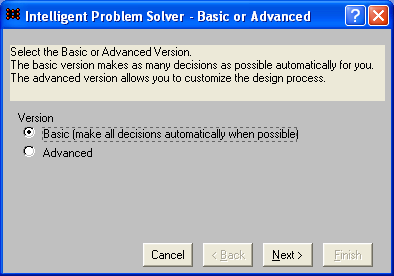 Intelligent Problem Solver - Basic or Advanced
Select the Basic or Advanced Version.
The basic version makes as many decisions as possible automatically for you.
The advanced version allows you to customize the design process.
Version
Basic (make all decisions automatically when possible)
Advanced
Cancel < Back Next > Finish